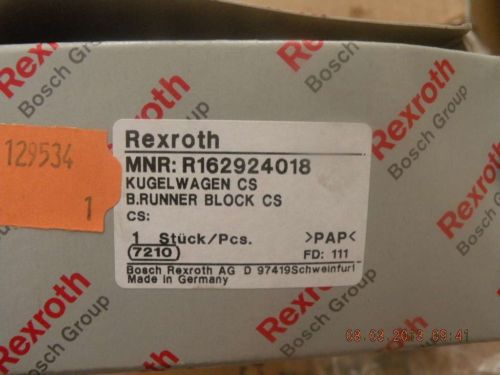 Rexroth
Bosch Group
Rexroth
Bosch Group
Rexroth
Bosch Group
129534
1
Rexroth
MNR: R162924018
KUGELWAGEN CS
B.RUNNER BLOCK CS
CS:
1 Stück/Pcs. >PAP<
7210 FD: 111
Bosch Rexroth AG D 97419Schweinfurt
Made in Germany
Rexroth
Bosch Group
Rexroth
Bosch Group
Rexroth